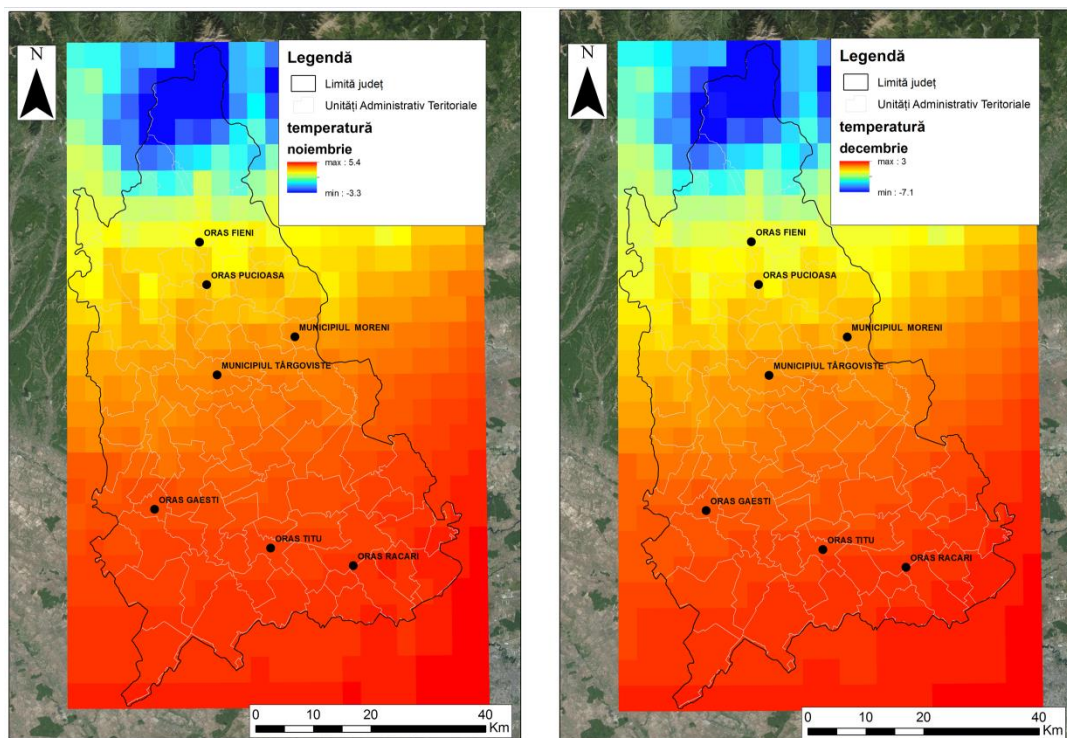 N
Legendă
Limită județ
Unități Administrativ Teritoriale
temperatură
noiembrie
max : 5.4
min : -3.3
ORAS FIENI
ORAS PUCIOASA
MUNICIPIUL MORENI
MUNICIPIUL TÂRGOVISTE
ORAS GAESTI
ORAS TITU
ORAS RACARI
0 10 20 40
Km
N
Legendă
Limită județ
Unități Administrativ Teritoriale
temperatură
decembrie
max : 3
min : -7.1
ORAS FIENI
ORAS PUCIOASA
MUNICIPIUL MORENI
MUNICIPIUL TÂRGOVISTE
ORAS GAESTI
ORAS TITU
ORAS RACARI
0 10 20 40
Km